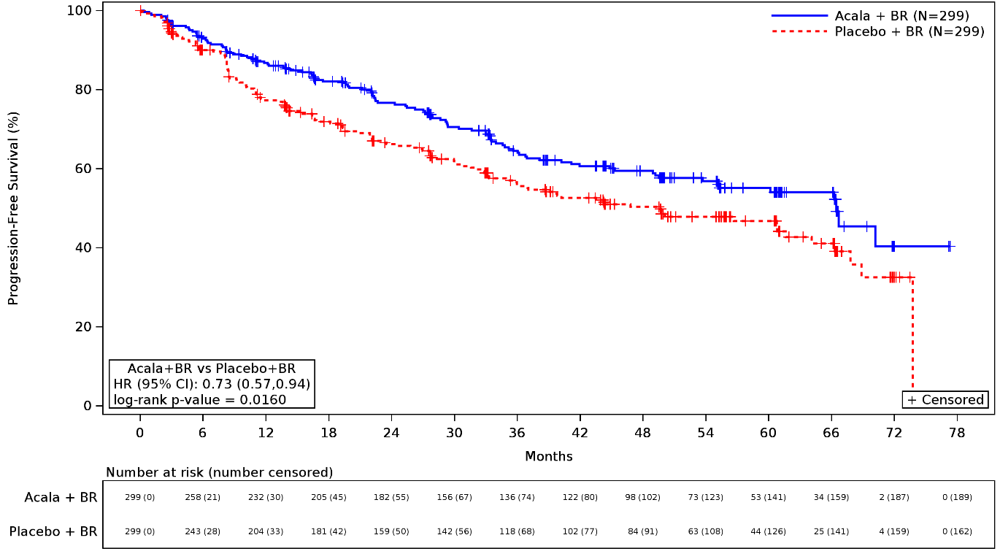 100
80
60
40
20
0
Progression-Free Survival (%)
Acala + BR (N=299)
Placebo + BR (N=299)
Acala+BR vs Placebo+BR
HR (95% CI): 0.73 (0.57,0.94)
log-rank p-value = 0.0160
+ Censored
0 6 12 18 24 30 36 42 48 54 60 66 72 78
Months
Number at risk (number censored)
Acala + BR 299 (0) 258 (21) 232 (30) 205 (45) 182 (55) 156 (67) 136 (74) 122 (80) 98 (102) 73 (123) 53 (141) 34 (159) 2 (187) 0 (189)
Placebo + BR 299 (0) 243 (28) 204 (33) 181 (42) 159 (50) 142 (56) 118 (68) 102 (77) 84 (91) 63 (108) 44 (126) 25 (141) 4 (159) 0 (162)